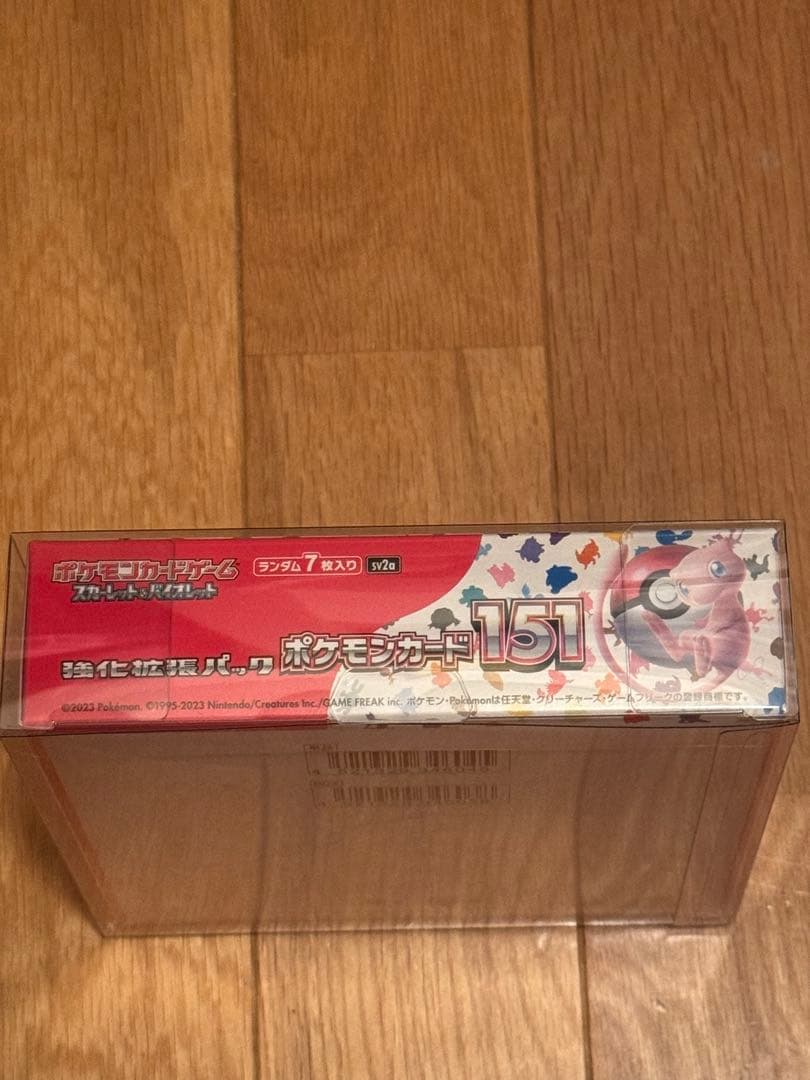 ポケモンカードゲーム
スカーレット&バイオレット
ランダム7枚入り
sv2a
強化拡張パック
ポケモンカード151
©2023 Pokémon. ©1995-2023 Nintendo/Creatures Inc./GAME FREAK inc. ポケモン・Pokémonは任天堂・クリーチャーズ・ゲームフリークの登録商標です。